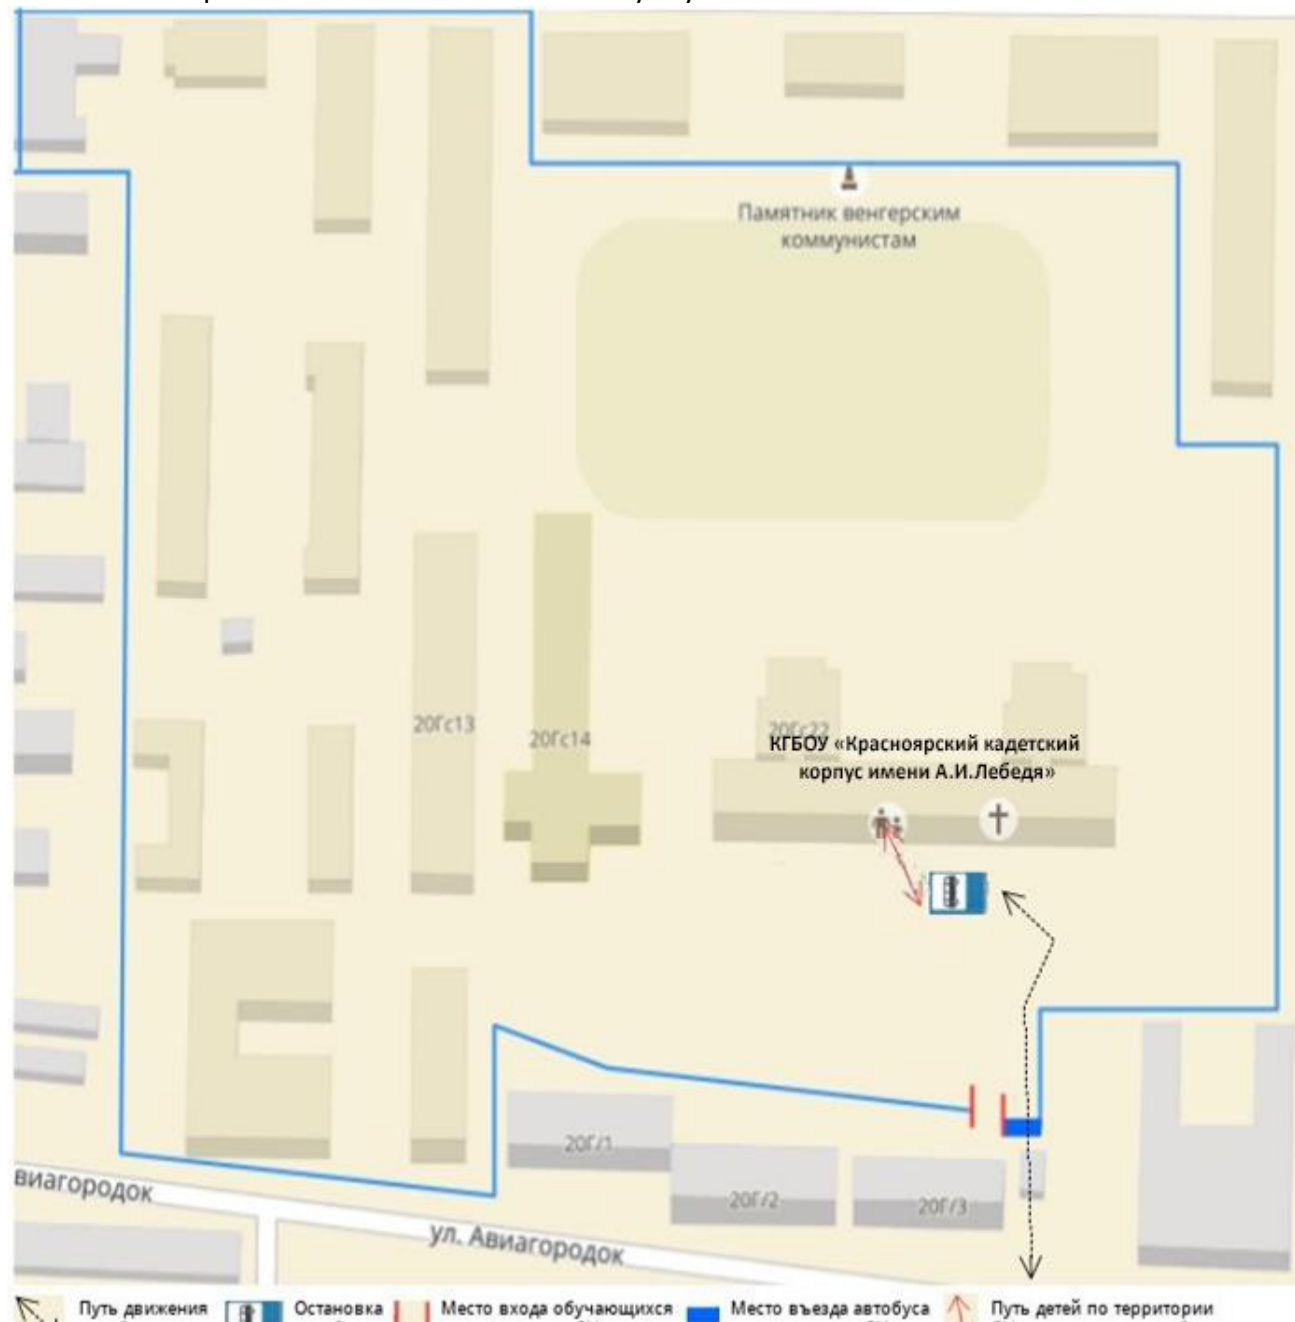 Памятник венгерским
коммунистам
20Гс13
20Гс14
20Гс22
КГБОУ «Красноярский кадетский
корпус имени А.И.Лебедя»
20Г/1
20Г/2
20Г/3
виагородок
ул. Авиагородок
Путь движения
Остановка
Место входа обучающихся
Место въезда автобуса
Путь детей по территории